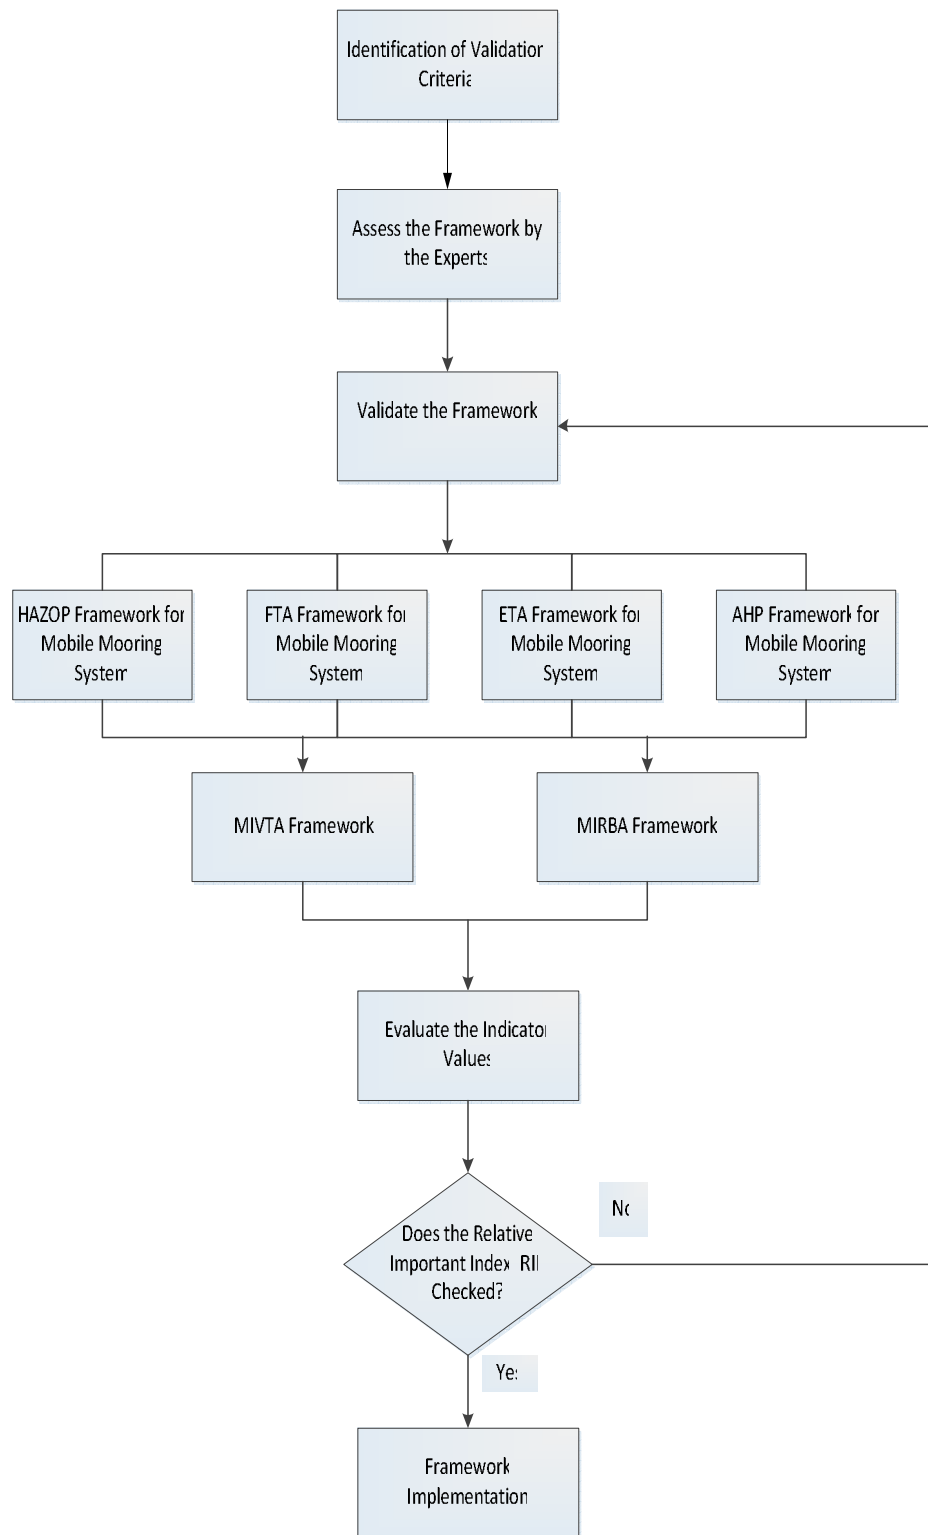 Identification of Validation
Criteria
Assess the Framework by
the Experts
Validate the Framework
HAZOP Framework for
Mobile Mooring
System
FTA Framework for
Mobile Mooring
System
ETA Framework for
Mobile Mooring
System
AHP Framework for
Mobile Mooring
System
MIVTA Framework
MIRBA Framework
Evaluate the Indicator
Values
Does the Relative
Important Index RII
Checked?
No
Yes
Framework
Implementation